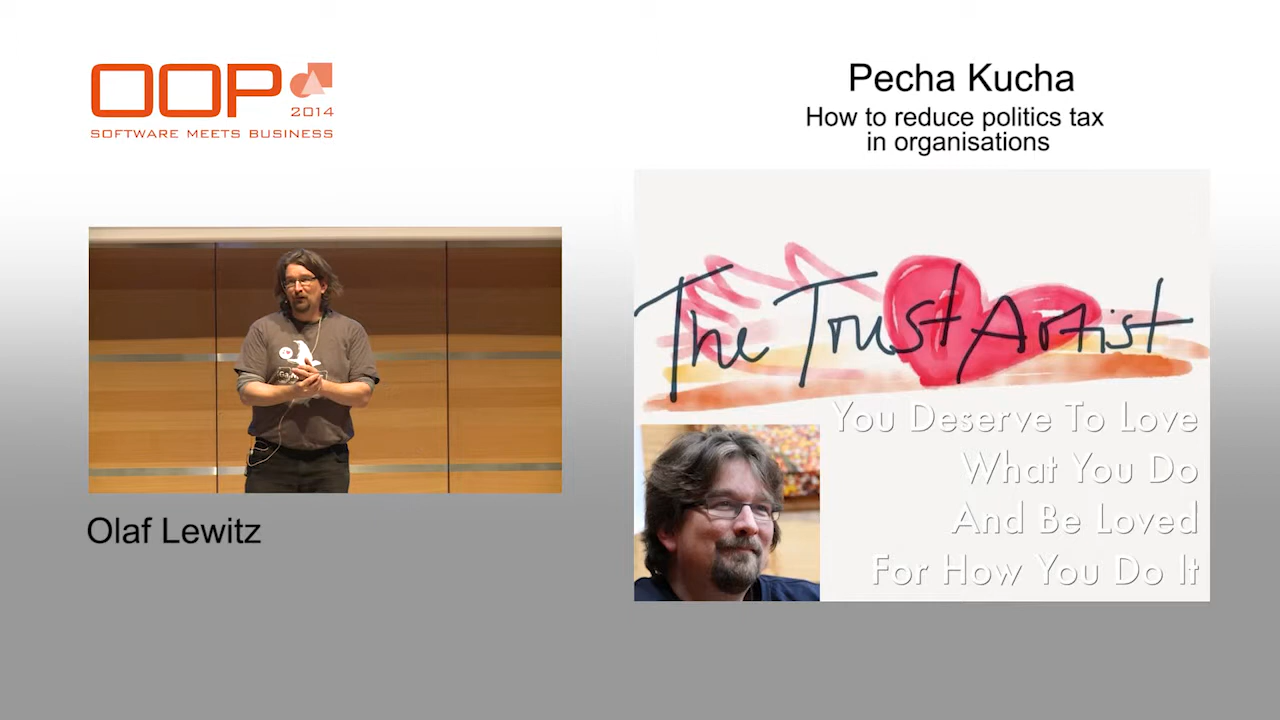 OOP
2014
SOFTWARE MEETS BUSINESS
Pecha Kucha
How to reduce politics tax
in organisations
The Trust Artist
You Deserve To Love
What You Do
And Be Loved
For How You Do It
Olaf Lewitz